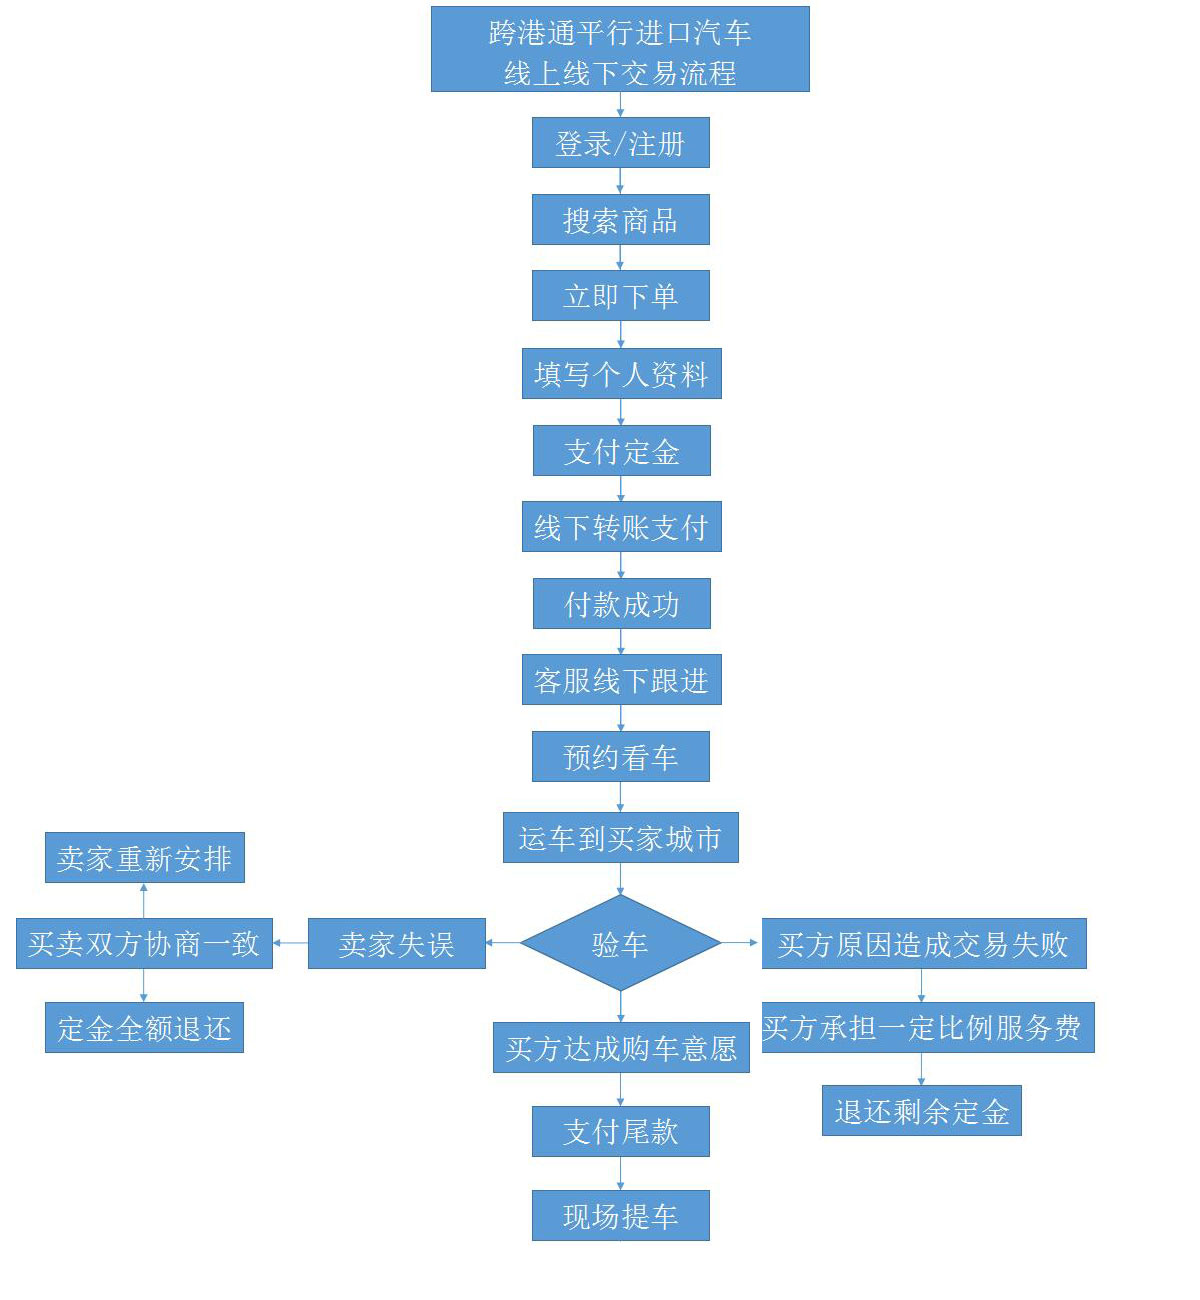 跨港通平行进口汽车
线上线下交易流程
登录/注册
搜索商品
立即下单
填写个人资料
支付定金
线下转账支付
付款成功
客服线下跟进
预约看车
运车到买家城市
卖家重新安排
买卖双方协商一致
卖家失误
验车
买方原因造成交易失败
定金全额退还
买方达成购车意愿
买方承担一定比例服务费
支付尾款
退还剩余定金
现场提车